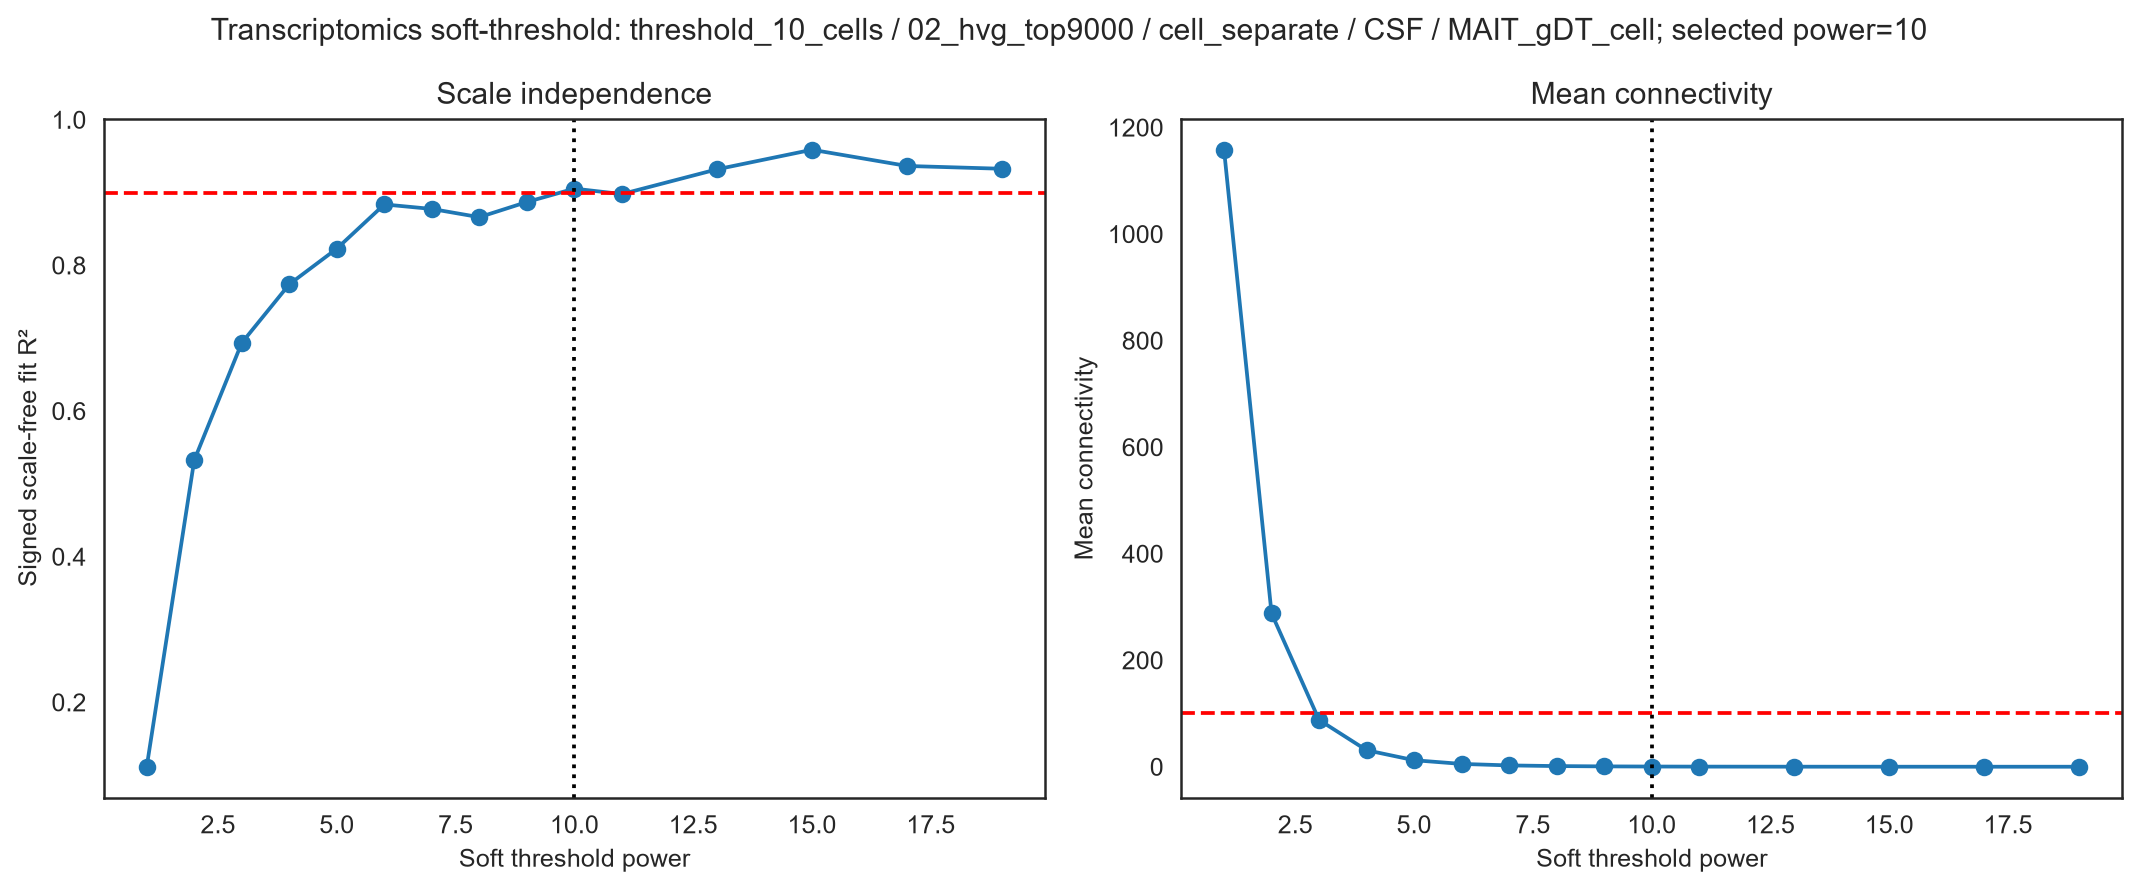 Transcriptomics soft-threshold: threshold_10_cells / 02_hvg_top9000 / cell_separate / CSF / MAIT_gDT_cell; selected power=10
Scale independence
Signed scale-free fit R²
1.0
0.8
0.6
0.4
0.2
2.5 5.0 7.5 10.0 12.5 15.0 17.5
Soft threshold power
Mean connectivity
Mean connectivity
1200
1000
800
600
400
200
0
2.5 5.0 7.5 10.0 12.5 15.0 17.5
Soft threshold power